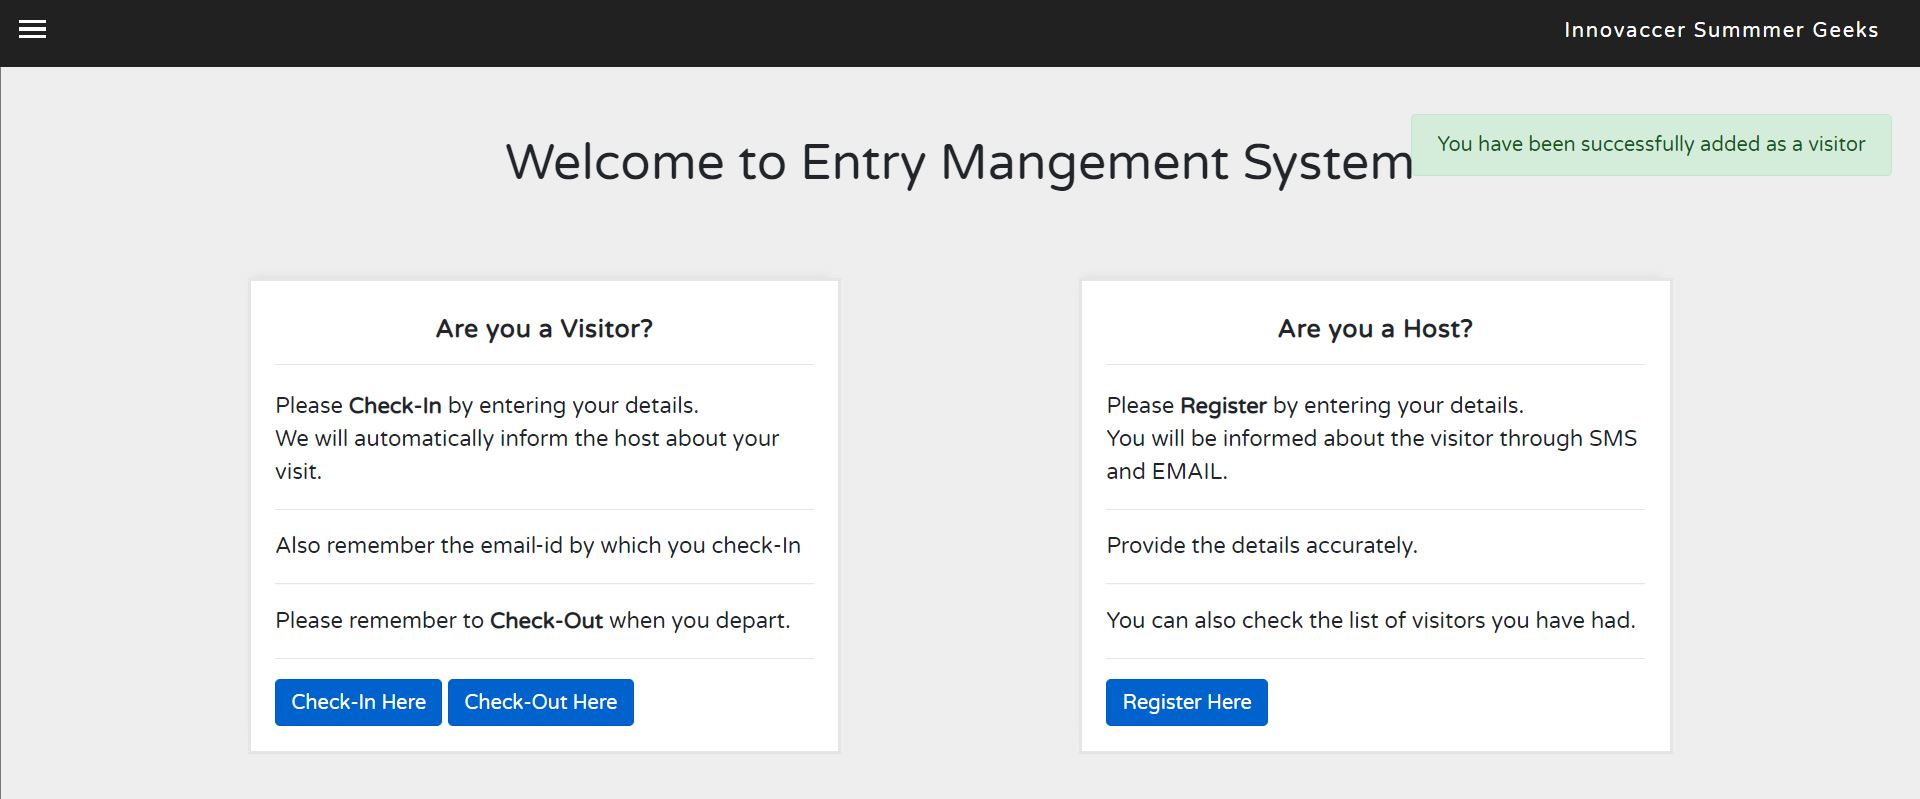 Innovaccer Summmer Geeks
You have been successfully added as a visitor
Welcome to Entry Mangement System
Are you a Visitor?
Please Check-In by entering your details.
We will automatically inform the host about your
visit.
Also remember the email-id by which you check-In
Please remember to Check-Out when you depart.
Check-In Here
Check-Out Here
Are you a Host?
Please Register by entering your details.
You will be informed about the visitor through SMS
and EMAIL.
Provide the details accurately.
You can also check the list of visitors you have had.
Register Here